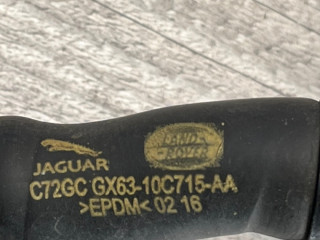 LAND-
-ROVER
JAGUAR
C72GC GX63-10C715-AA
>EPDM< 02 16